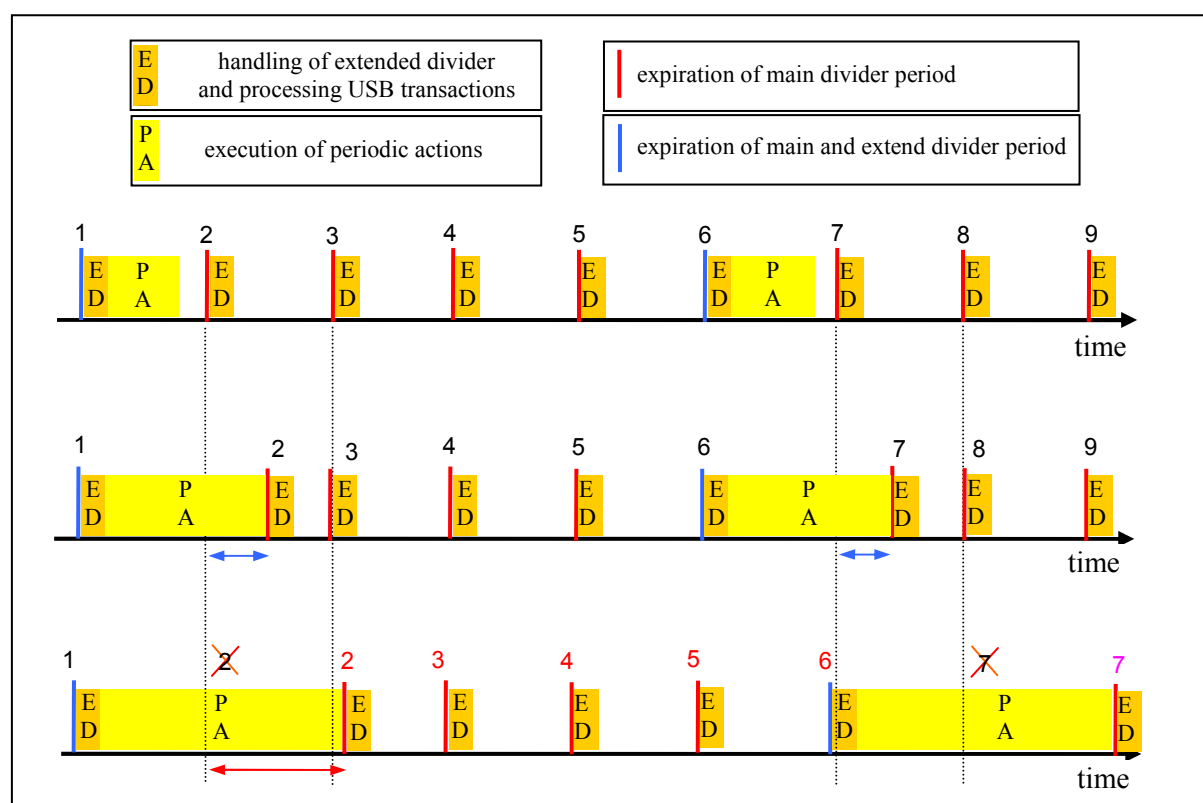 E
D
handling of extended divider
and processing USB transactions
expiration of main divider period
P
A
execution of periodic actions
expiration of main and extend divider period
1 2 3 4 5 6 7 8 9
E P E E E E E P E E E
D A D D D D D A D D D
time
1 2 3 4 5 6 7 8 9
E P E E E E E P E E E
D A D D D D D A D D D
time
1 2 2 3 4 5 6 7 7
E P E E E E E P E
D A D D D D D A D
time